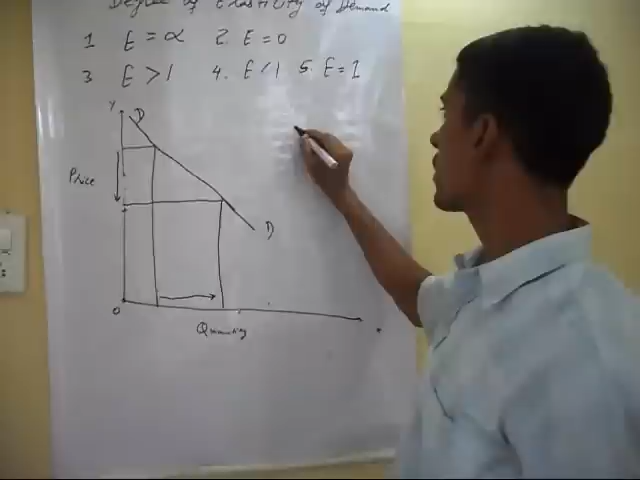 Degree of Elasticity of Demand
1 E = α 2. E = 0
3 E > 1 4. E < 1 5. E = 1
Y
D
Price
D
O
Quantity